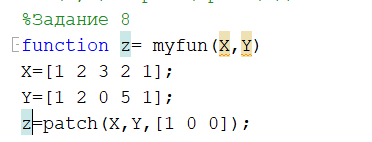 %Задание 8
function z= myfun(X,Y)
X=[1 2 3 2 1];
Y=[1 2 0 5 1];
z=patch(X,Y,[1 0 0]);